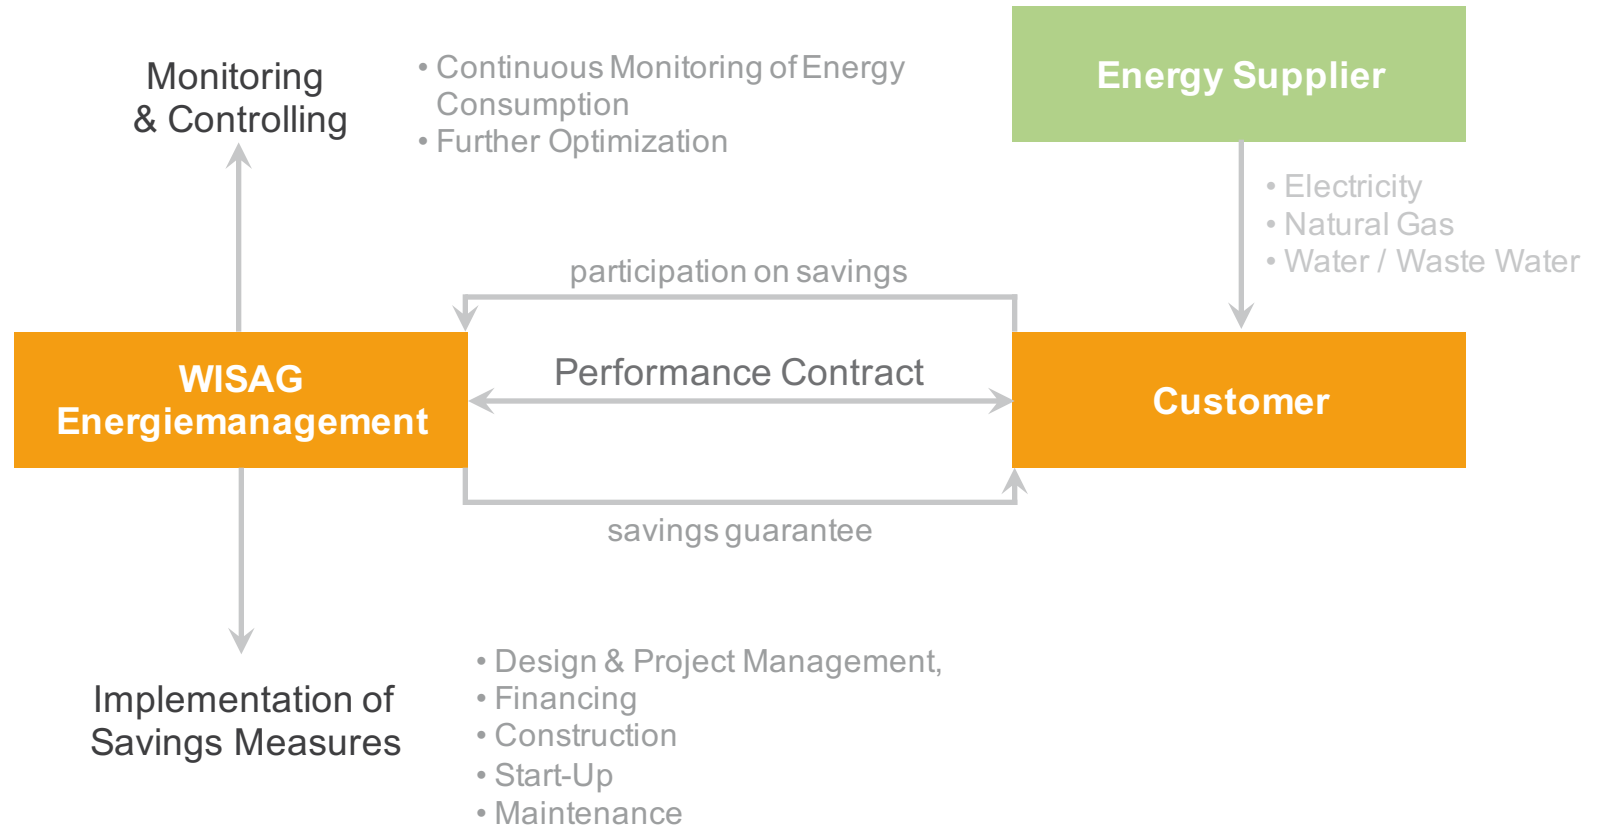 Monitoring
& Controlling
• Continuous Monitoring of Energy
Consumption
• Further Optimization
Energy Supplier
• Electricity
• Natural Gas
• Water / Waste Water
participation on savings
WISAG
Energiemanagement
Performance Contract
Customer
savings guarantee
Implementation of
Savings Measures
• Design & Project Management,
• Financing
• Construction
• Start-Up
• Maintenance